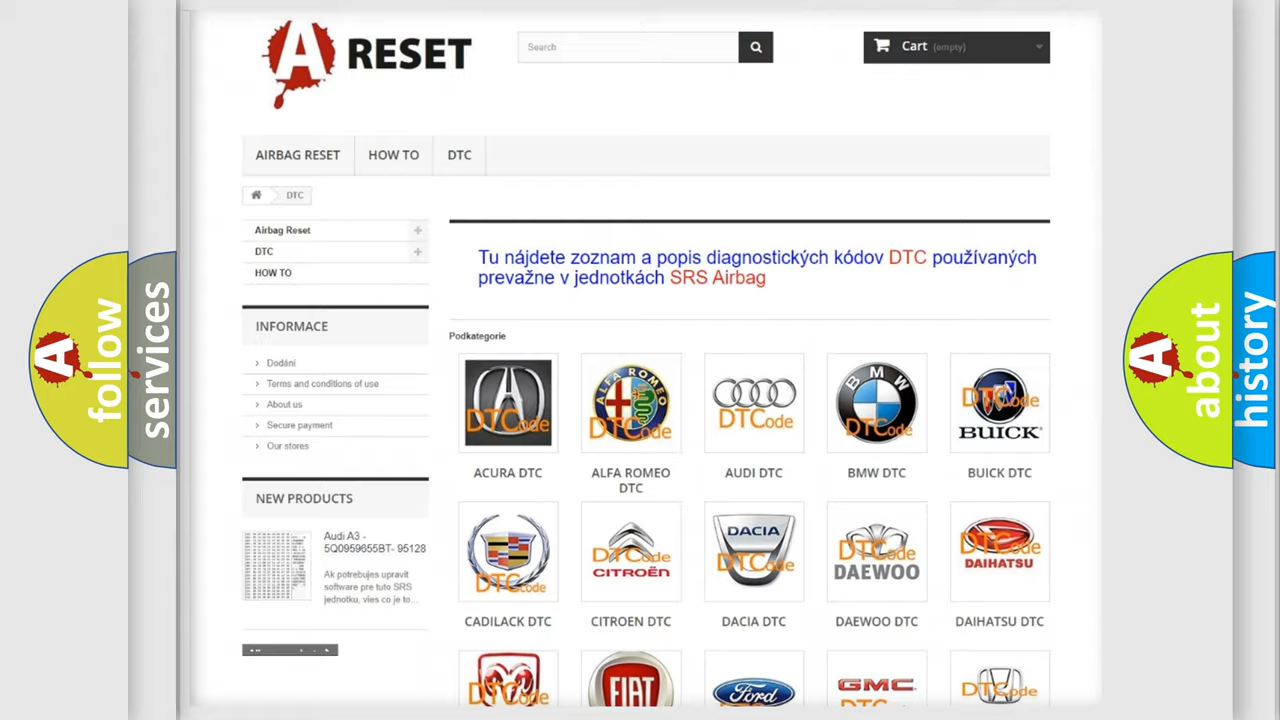 A RESET
Search
Cart (empty)
AIRBAG RESET
HOW TO
DTC
DTC
Airbag Reset
DTC
HOW TO
INFORMACE
Dodání
Terms and conditions of use
About us
Secure payment
Our stores
NEW PRODUCTS
Audi A3 -
5Q0959655BT- 95128
Ak potrebujes upravit
software pre tuto SRS
jednotku, vies co je to...
Tu nájdete zoznam a popis diagnostických kódov DTC používaných
prevažne v jednotkách SRS Airbag
Podkategorie
DTCode
ALFA ROMEO
DTCode
DTCode
BMW
DTCode
DTCode
BUICK
ACURA DTC
ALFA ROMEO
DTC
AUDI DTC
BMW DTC
BUICK DTC
DTCode
DTCode
CITROËN
DACIA
DTCode
DTCode
DAEWOO
DTCode
DAIHATSU
CADILACK DTC
CITROEN DTC
DACIA DTC
DAEWOO DTC
DAIHATSU DTC
DTCode
FIAT
Ford
GMC
DTCode
A follow
services
A about
history